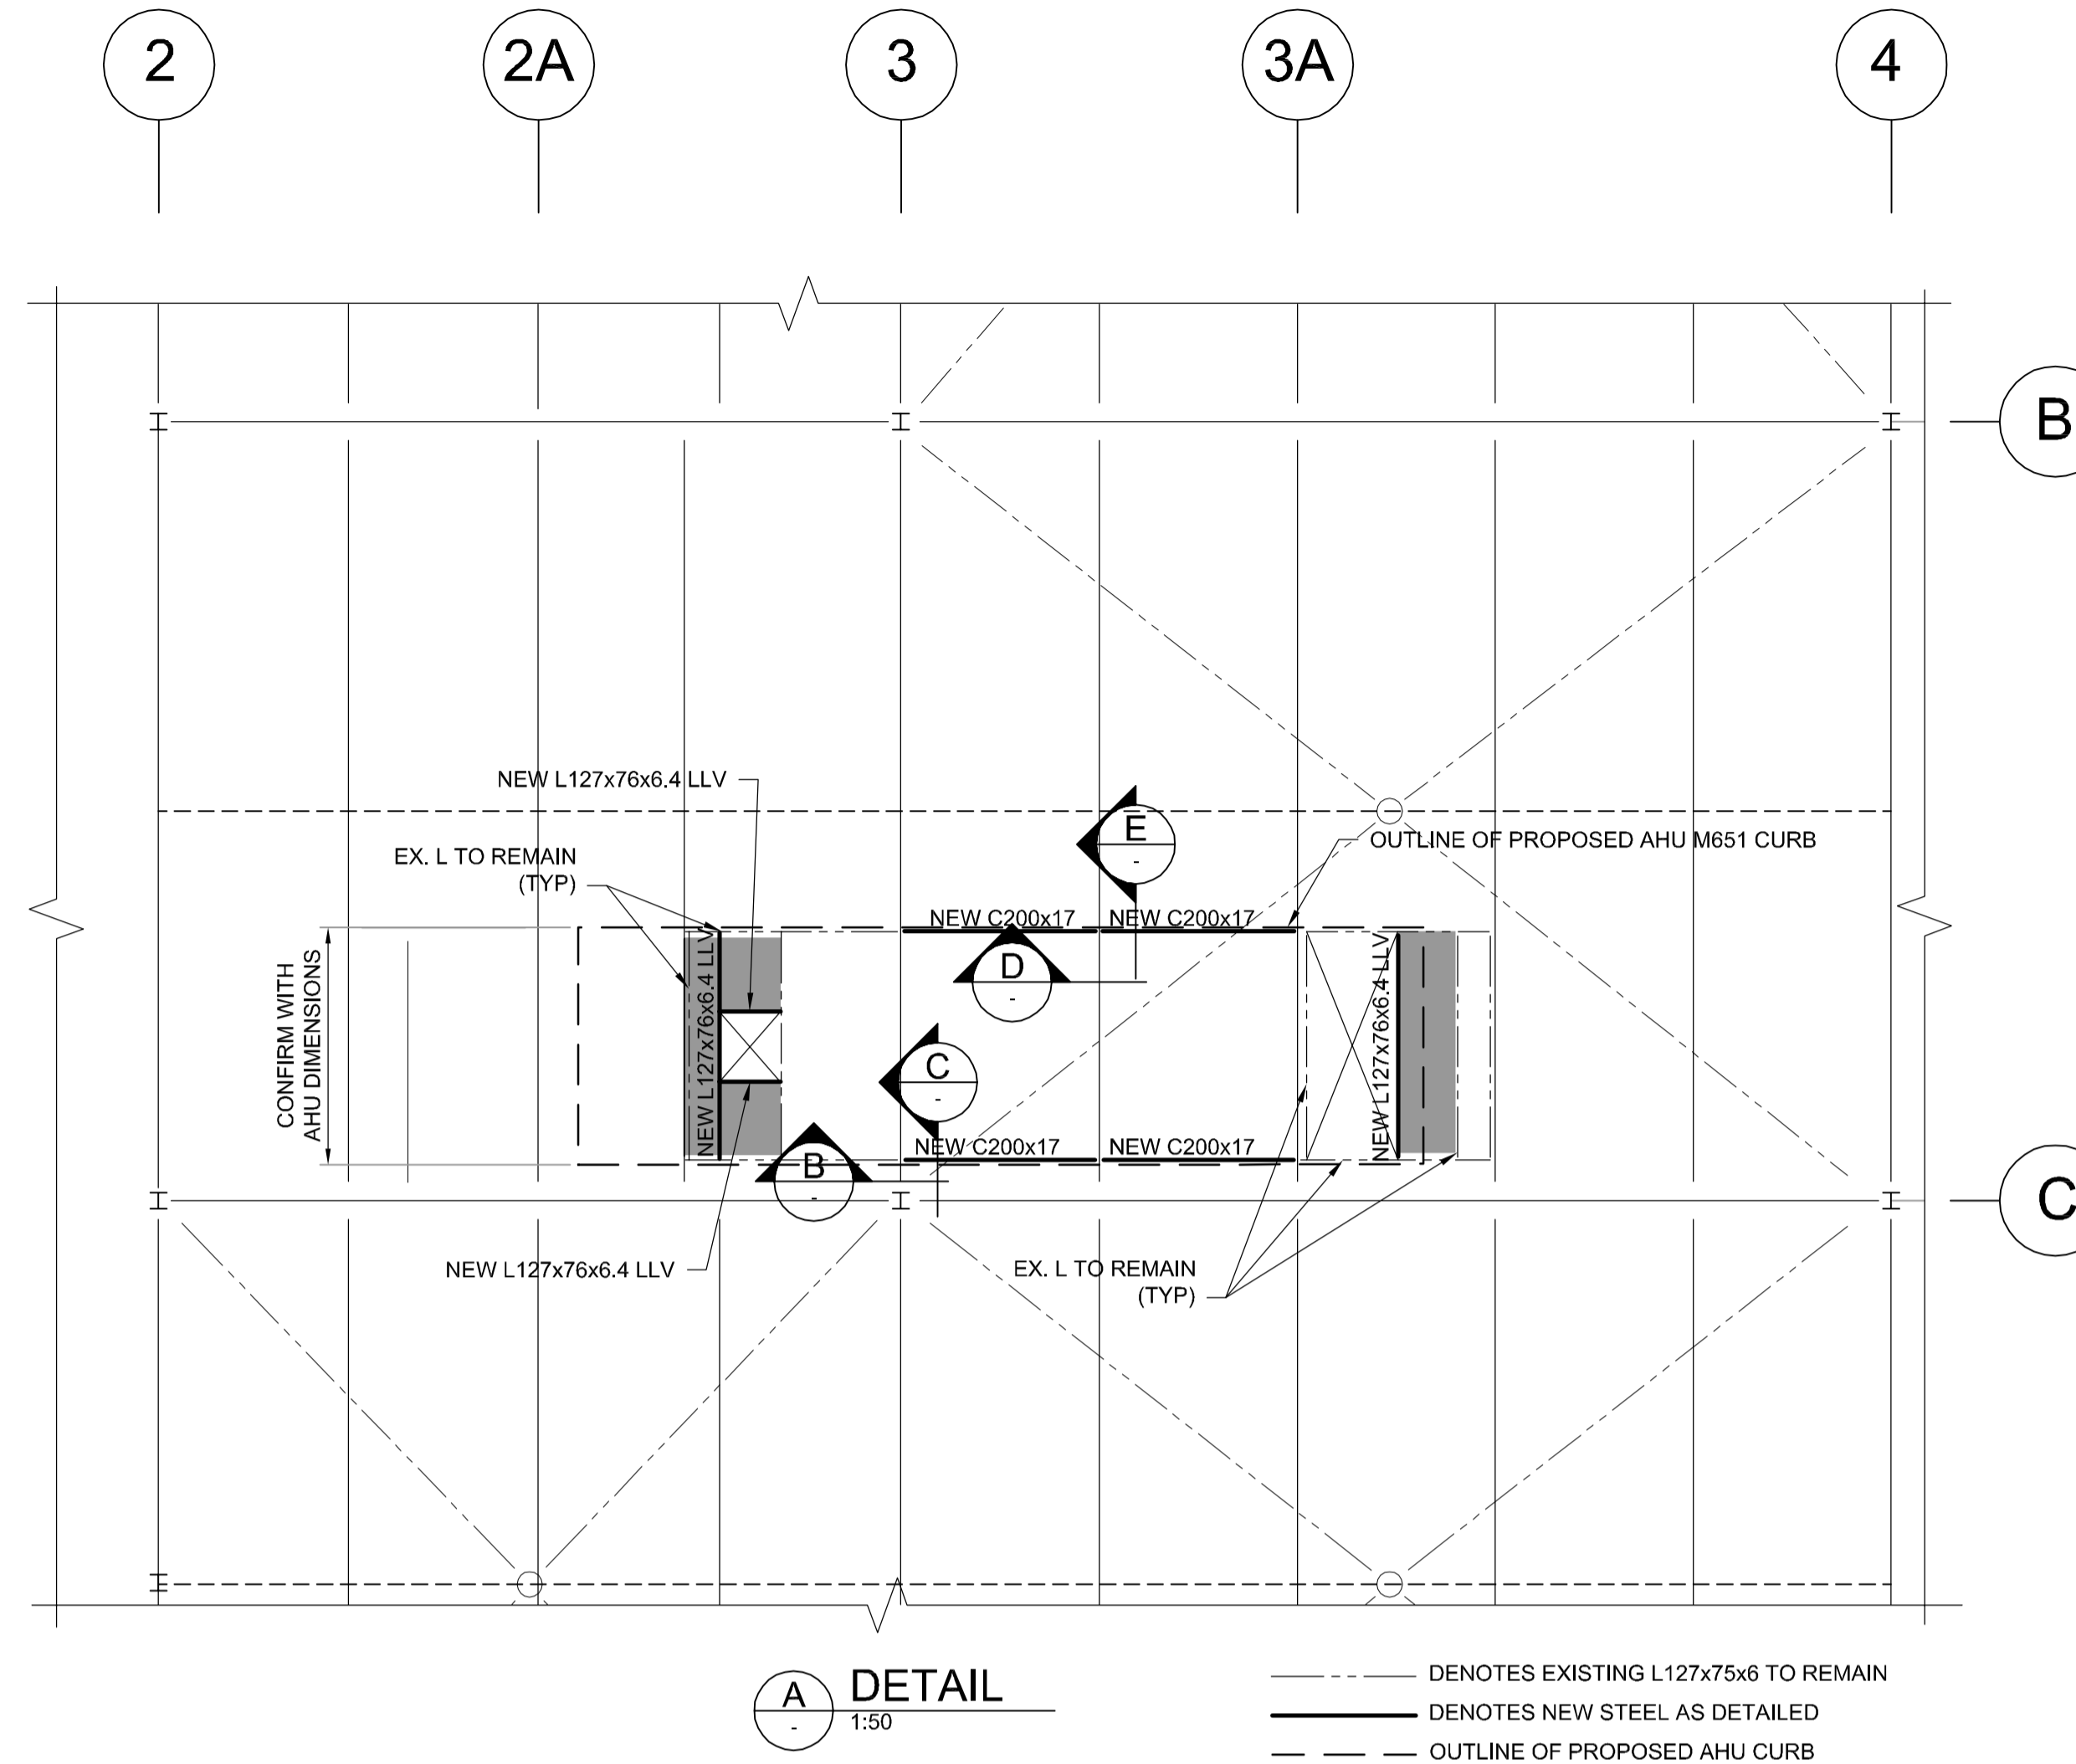 2
2A
3
3A
4
B
NEW L127x76x6.4 LLV
EX. L TO REMAIN
(TYP)
E
-
OUTLINE OF PROPOSED AHU M651 CURB
NEW C200x17
NEW C200x17
CONFIRM WITH
AHU DIMENSIONS
NEW L127x76x6.4 LLV
D
-
NEW L127x76x6.4 LLV
C
-
NEW C200x17
NEW C200x17
B
-
C
NEW L127x76x6.4 LLV
EX. L TO REMAIN
(TYP)
A
-
DETAIL
1:50
DENOTES EXISTING L127x75x6 TO REMAIN
DENOTES NEW STEEL AS DETAILED
OUTLINE OF PROPOSED AHU CURB